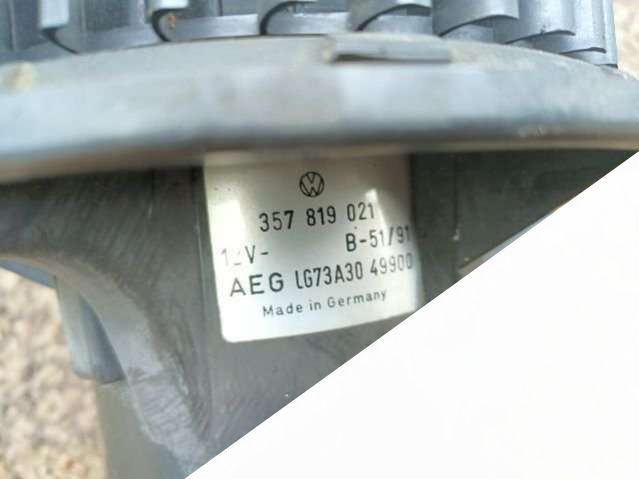 357 819 021
12V- B-51/91
AEG LG73A30 49900
Made in Germany